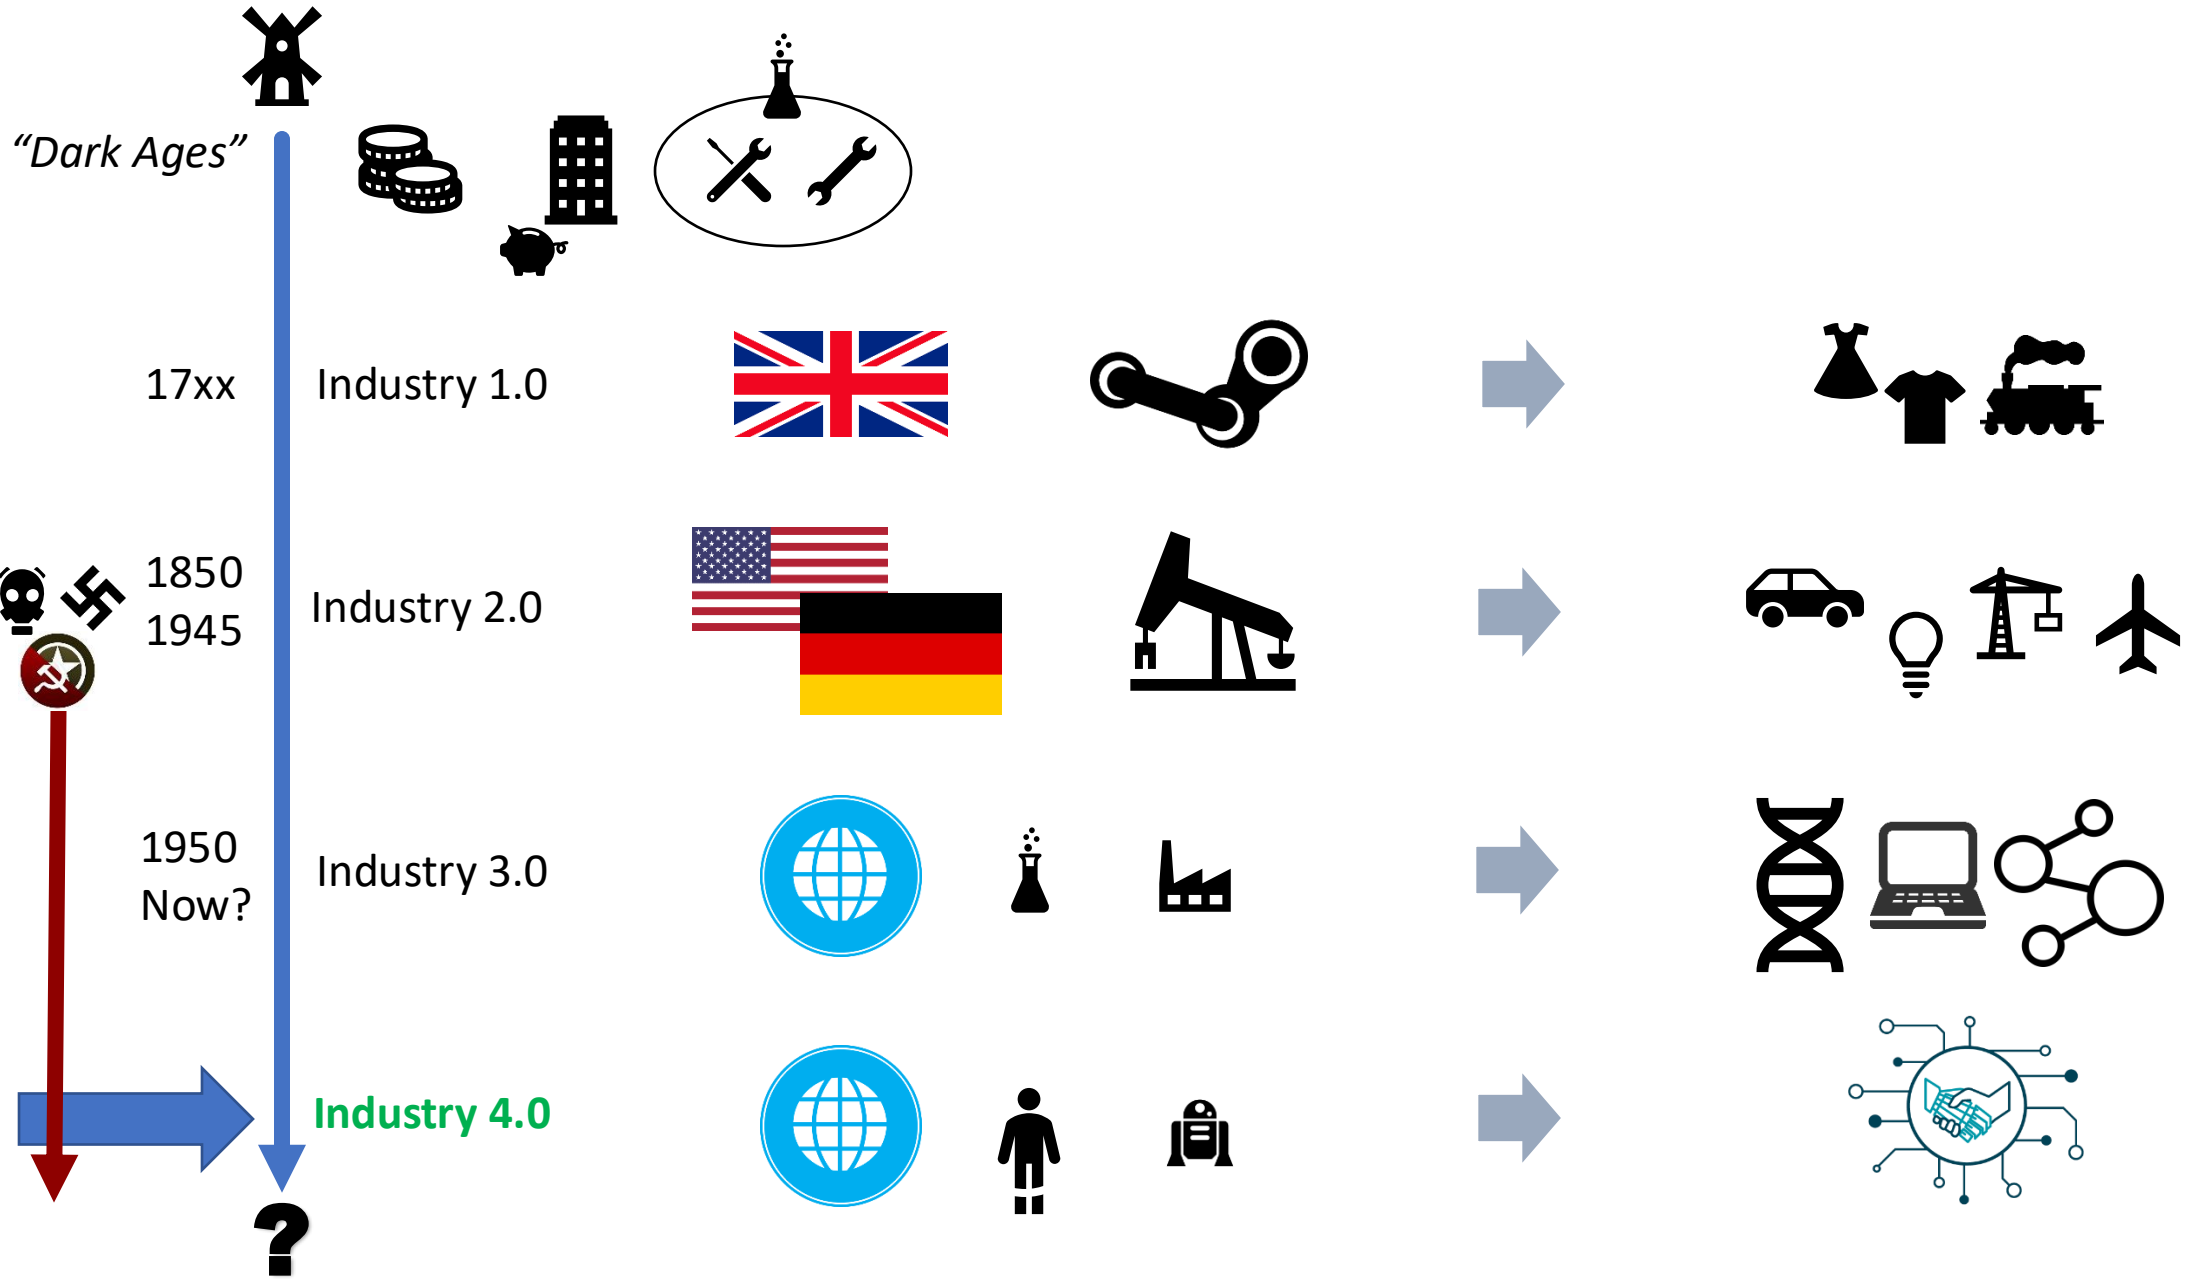 “Dark Ages”
17xx
Industry 1.0
1850
1945
Industry 2.0
1950
Now?
Industry 3.0
Industry 4.0
?